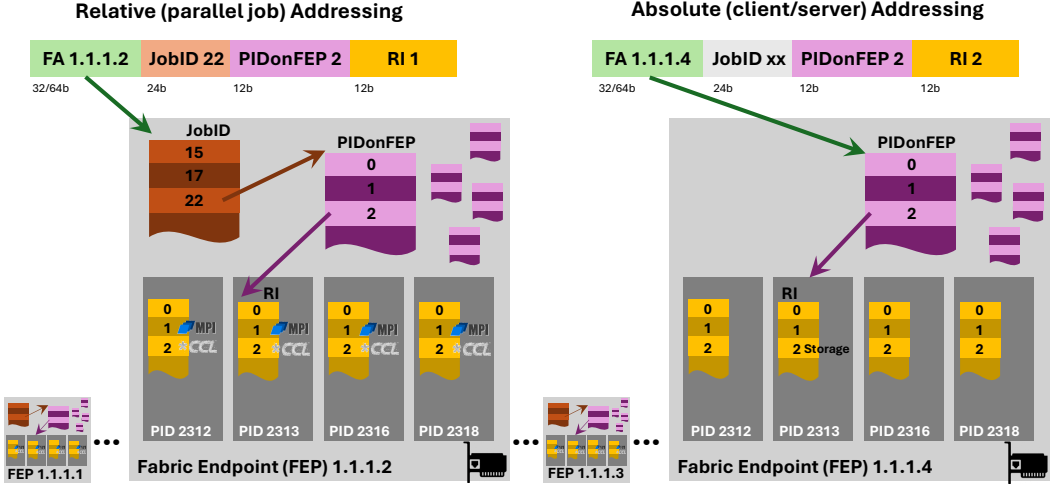 Relative (parallel job) Addressing
FA 1.1.1.2 JobID 22 PIDonFEP 2 RI 1
32/64b 24b 12b 12b
JobID
15
17
22
PIDonFEP
0
1
2
RI
0
1 MPI
2 CCL
PID 2312
0
1 MPI
2 CCL
PID 2313
0
1 MPI
2 CCL
PID 2316
0
1 MPI
2 CCL
PID 2318
Fabric Endpoint (FEP) 1.1.1.2
FEP 1.1.1.1
Absolute (client/server) Addressing
FA 1.1.1.4 JobID xx PIDonFEP 2 RI 2
32/64b 24b 12b 12b
PIDonFEP
0
1
2
RI
0
1
2
PID 2312
0
1
2 Storage
PID 2313
0
1
2
PID 2316
0
1
2
PID 2318
Fabric Endpoint (FEP) 1.1.1.4
FEP 1.1.1.3